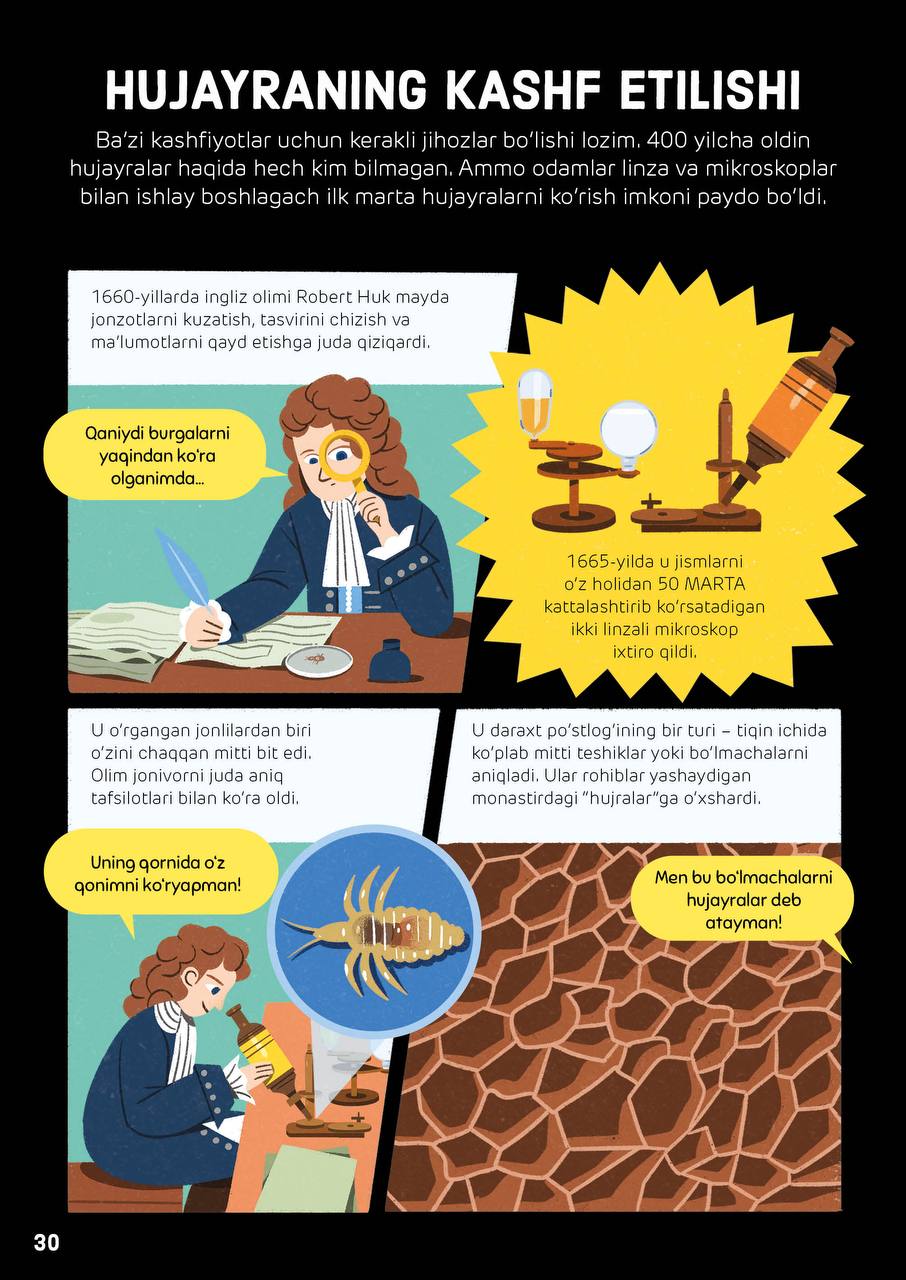 HUJAYRANING KASHF ETILISHI
Ba’zi kashfiyotlar uchun kerakli jihozlar bo‘lishi lozim. 400 yilcha oldin
hujayralar haqida hech kim bilmagan. Ammo odamlar linza va mikroskoplar
bilan ishlay boshlagach ilk marta hujayralarni ko‘rish imkoni paydo bo‘ldi.
1660-yillarda ingliz olimi Robert Huk mayda
jonzotlarni kuzatish, tasvirini chizish va
ma’lumotlarni qayd etishga juda qiziqardi.
Qaniydi burgalarni
yaqindan ko‘ra
olganimda...
1665-yilda u jismlarni
o‘z holidan 50 MARTA
kattalashtirib ko‘rsatadigan
ikki linzali mikroskop
ixtiro qildi.
U o‘rgangan jonlilardan biri
o‘zini chaqqan mitti bit edi.
Olim jonivorni juda aniq
tafsilotlari bilan ko‘ra oldi.
Uning qornida o‘z
qonimni ko‘ryapman!
U daraxt po‘stlog‘ining bir turi – tiqin ichida
ko‘plab mitti teshiklar yoki bo‘lmachalarni
aniqladi. Ular rohiblar yashaydigan
monastirdagi “hujralar”ga o‘xshardi.
Men bu bo‘lmachalarni
hujayralar deb
atayman!
30